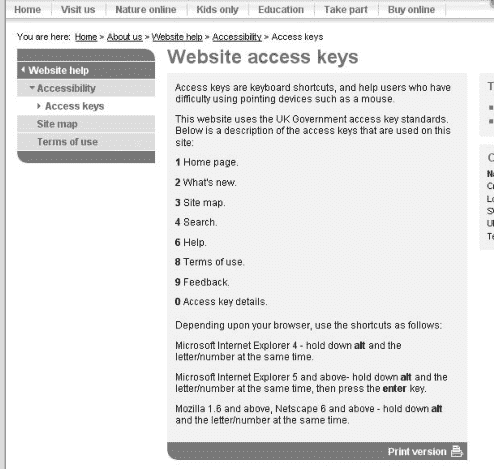 Home Visit us Nature online Kids only Education Take part Buy online
You are here: Home > About us > Website help > Accessibility > Access keys
Website help
Accessibility
Access keys
Site map
Terms of use
Website access keys
Access keys are keyboard shortcuts, and help users who have
difficulty using pointing devices such as a mouse.
This website uses the UK Government access key standards.
Below is a description of the access keys that are used on this
site:
1 Home page.
2 What's new.
3 Site map.
4 Search.
6 Help.
8 Terms of use.
9 Feedback.
0 Access key details.
Depending upon your browser, use the shortcuts as follows:
Microsoft Internet Explorer 4 - hold down alt and the
letter/number at the same time.
Microsoft Internet Explorer 5 and above- hold down alt and the
letter/number at the same time, then press the enter key.
Mozilla 1.6 and above, Netscape 6 and above - hold down alt
and the letter/number at the same time.
Print version